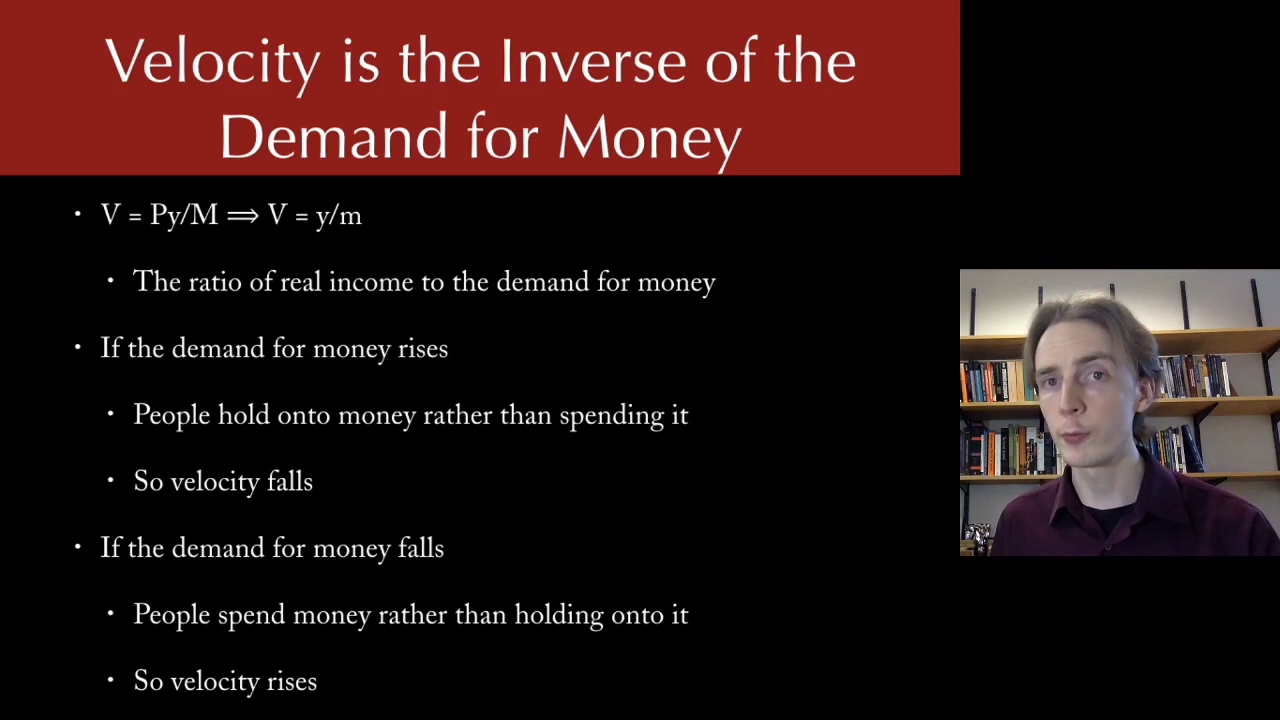 Velocity is the Inverse of the
Demand for Money
• V = Py/M ⟹ V = y/m
• The ratio of real income to the demand for money
• If the demand for money rises
• People hold onto money rather than spending it
• So velocity falls
• If the demand for money falls
• People spend money rather than holding onto it
• So velocity rises